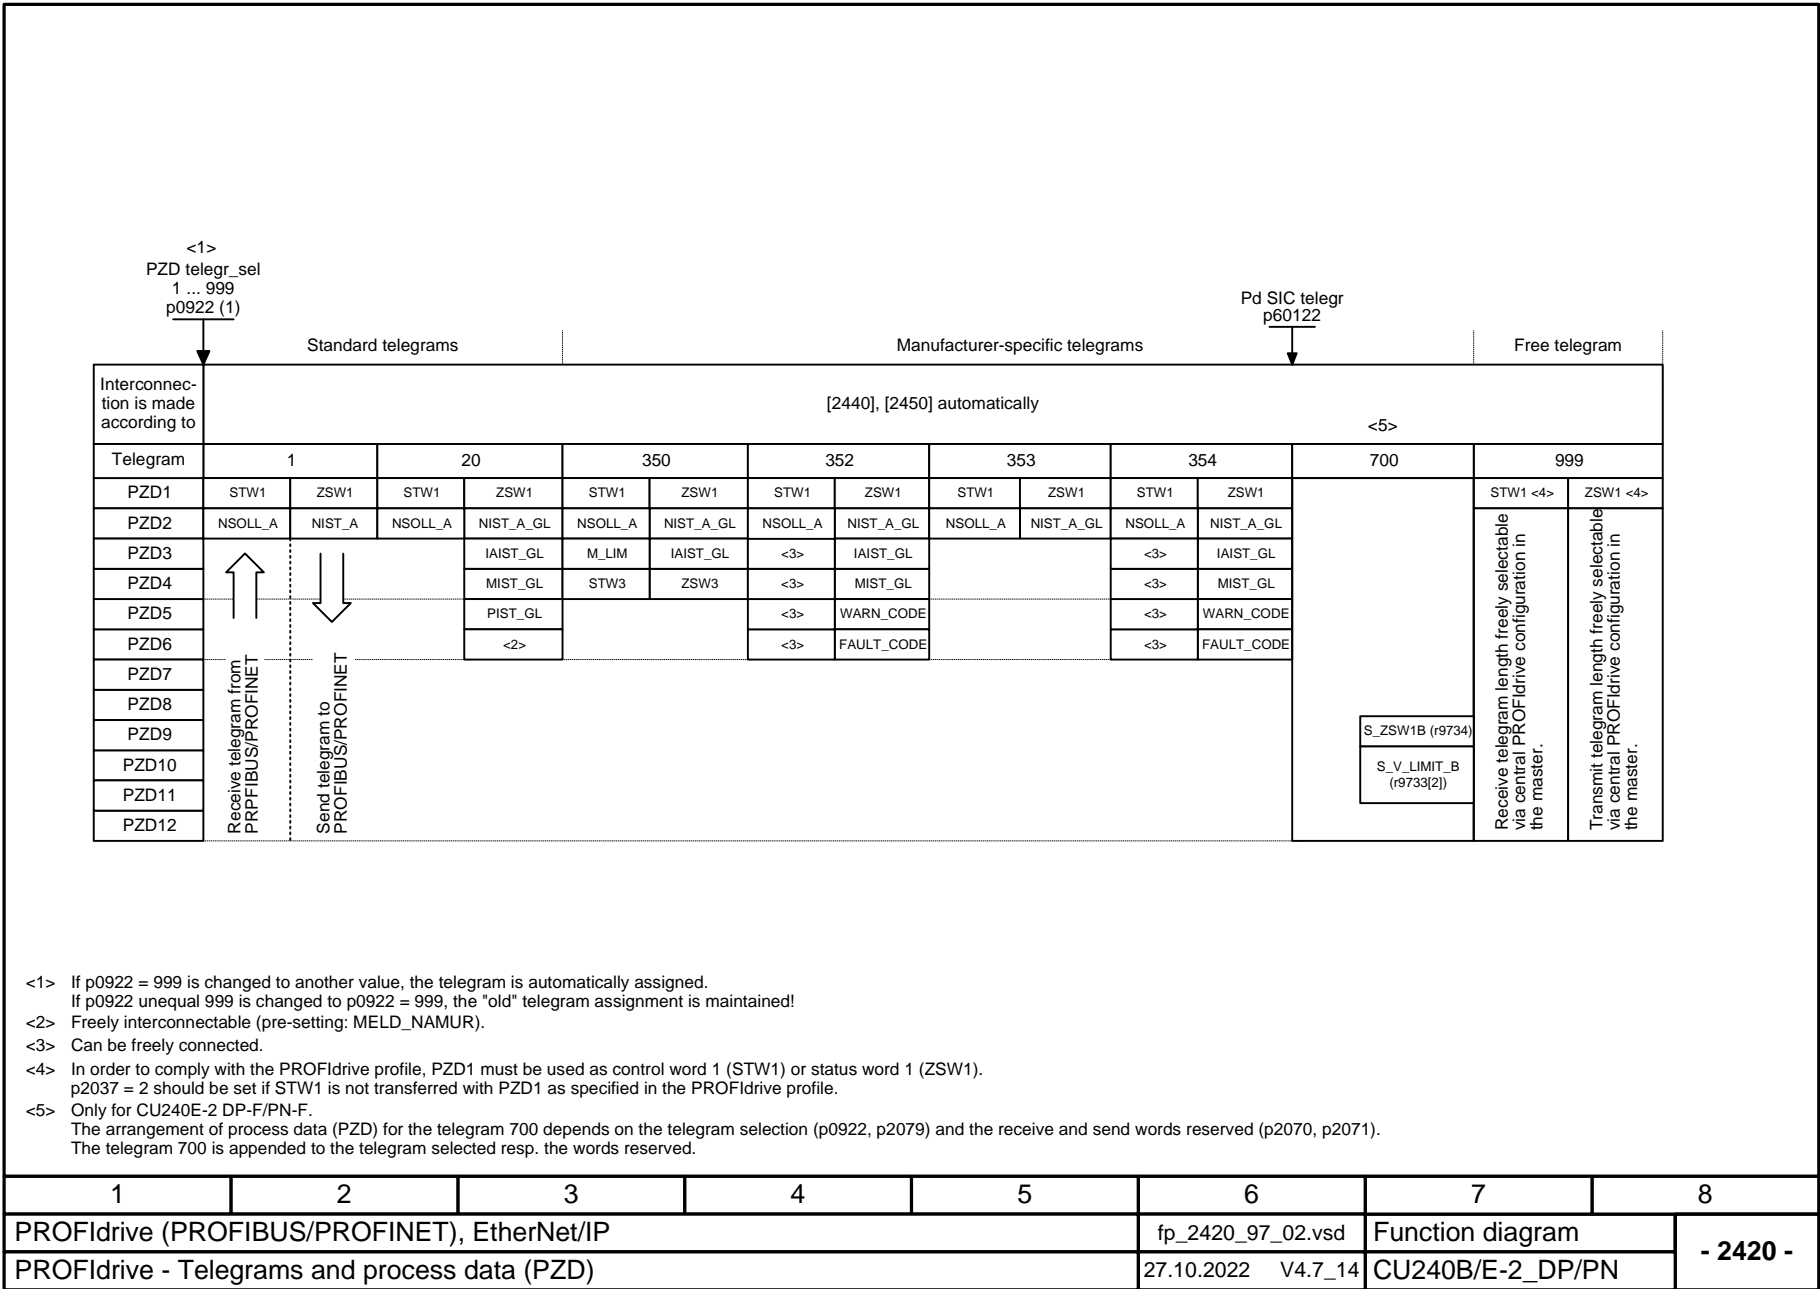 <1>
PZD telegr_sel
1 ... 999
p0922 (1)
Pd SIC telegr
p60122
Standard telegrams
Manufacturer-specific telegrams
Free telegram
Interconnec-
tion is made
according to
[2440], [2450] automatically
<5>
Telegram 1 20 350 352 353 354 700 999
PZD1 STW1 ZSW1 STW1 ZSW1 STW1 ZSW1 STW1 ZSW1 STW1 ZSW1 STW1 ZSW1 STW1 <4> ZSW1 <4>
PZD2 NSOLL_A NIST_A NSOLL_A NIST_A_GL NSOLL_A NIST_A_GL NSOLL_A NIST_A_GL NSOLL_A NIST_A_GL NSOLL_A NIST_A_GL
PZD3 IAIST_GL M_LIM IAIST_GL <3> IAIST_GL <3> IAIST_GL
PZD4 MIST_GL STW3 ZSW3 <3> MIST_GL <3> MIST_GL
PZD5 PIST_GL <3> WARN_CODE <3> WARN_CODE
PZD6 <2> <3> FAULT_CODE <3> FAULT_CODE
PZD7
PZD8
PZD9 S_ZSW1B (r9734)
PZD10 S_V_LIMIT_B
(r9733[2])
PZD11
PZD12
Receive telegram from
PRPFIBUS/PROFINET
Send telegram to
PROFIBUS/PROFINET
Receive telegram length freely selectable
via central PROFIdrive configuration in
the master.
Transmit telegram length freely selectable
via central PROFIdrive configuration in
the master.
<1> If p0922 = 999 is changed to another value, the telegram is automatically assigned.
If p0922 unequal 999 is changed to p0922 = 999, the "old" telegram assignment is maintained!
<2> Freely interconnectable (pre-setting: MELD_NAMUR).
<3> Can be freely connected.
<4> In order to comply with the PROFIdrive profile, PZD1 must be used as control word 1 (STW1) or status word 1 (ZSW1).
p2037 = 2 should be set if STW1 is not transferred with PZD1 as specified in the PROFIdrive profile.
<5> Only for CU240E-2 DP-F/PN-F.
The arrangement of process data (PZD) for the telegram 700 depends on the telegram selection (p0922, p2079) and the receive and send words reserved (p2070, p2071).
The telegram 700 is appended to the telegram selected resp. the words reserved.
1 2 3 4 5 6 7 8
PROFIdrive (PROFIBUS/PROFINET), EtherNet/IP fp_2420_97_02.vsd Function diagram
- 2420 -
PROFIdrive - Telegrams and process data (PZD) 27.10.2022 V4.7_14 CU240B/E-2_DP/PN